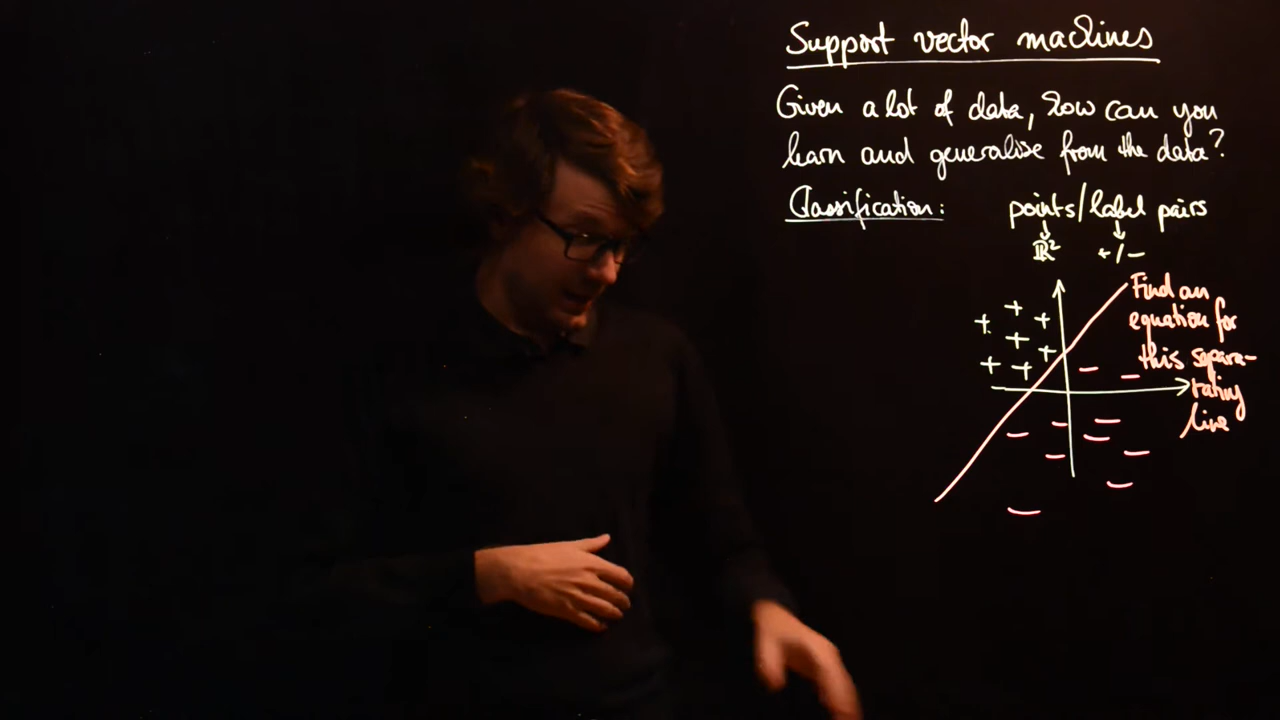 Support vector machines
Given a lot of data, how can you
learn and generalise from the data?
Classification: points/label pairs
↓ ↓
ℝ² +/−
Find an
equation for
this separa-
rating
line
+ + + + + + + +
− − − − − − − − − − −